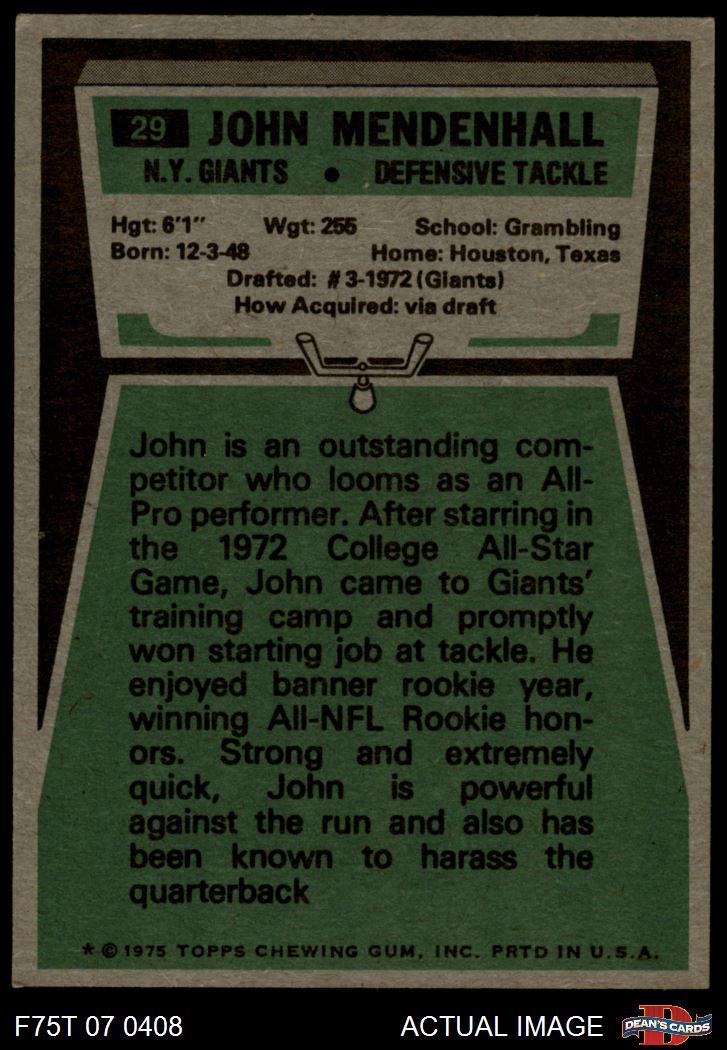 29 JOHN MENDENHALL
N.Y. GIANTS • DEFENSIVE TACKLE
Hgt: 6'1" Wgt: 255 School: Grambling
Born: 12-3-48 Home: Houston, Texas
Drafted: #3-1972 (Giants)
How Acquired: via draft
John is an outstanding com-
petitor who looms as an All-
Pro performer. After starring in
the 1972 College All-Star
Game, John came to Giants'
training camp and promptly
won starting job at tackle. He
enjoyed banner rookie year,
winning All-NFL Rookie hon-
ors. Strong and extremely
quick, John is powerful
against the run and also has
been known to harass the
quarterback
* © 1975 TOPPS CHEWING GUM, INC. PRTD IN U.S.A.
F75T 07 0408 ACTUAL IMAGE D DEAN'S CARDS